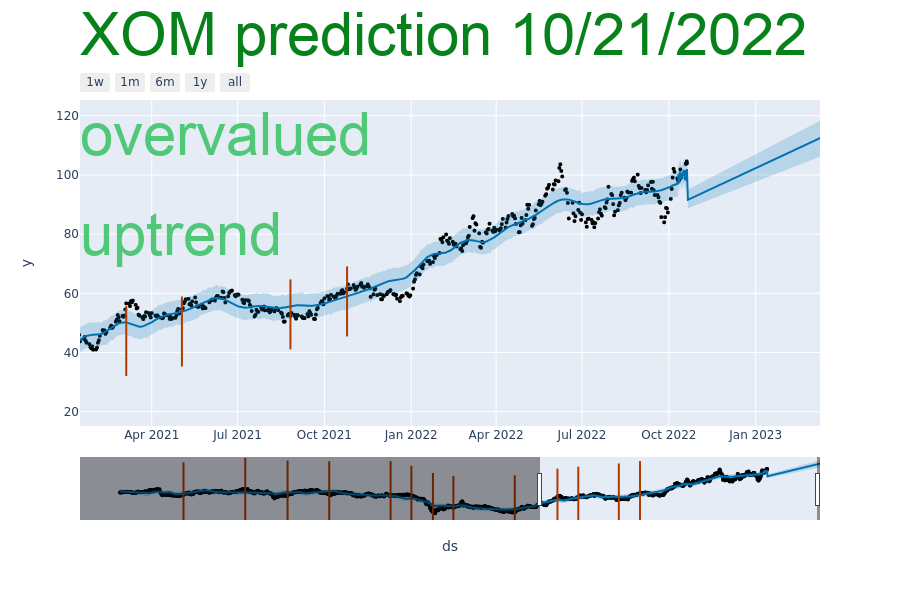 XOM prediction 10/21/2022
1w 1m 6m 1y all
120
overvalued
100
80
uptrend
y
60
40
20
Apr 2021 Jul 2021 Oct 2021 Jan 2022 Apr 2022 Jul 2022 Oct 2022 Jan 2023
ds